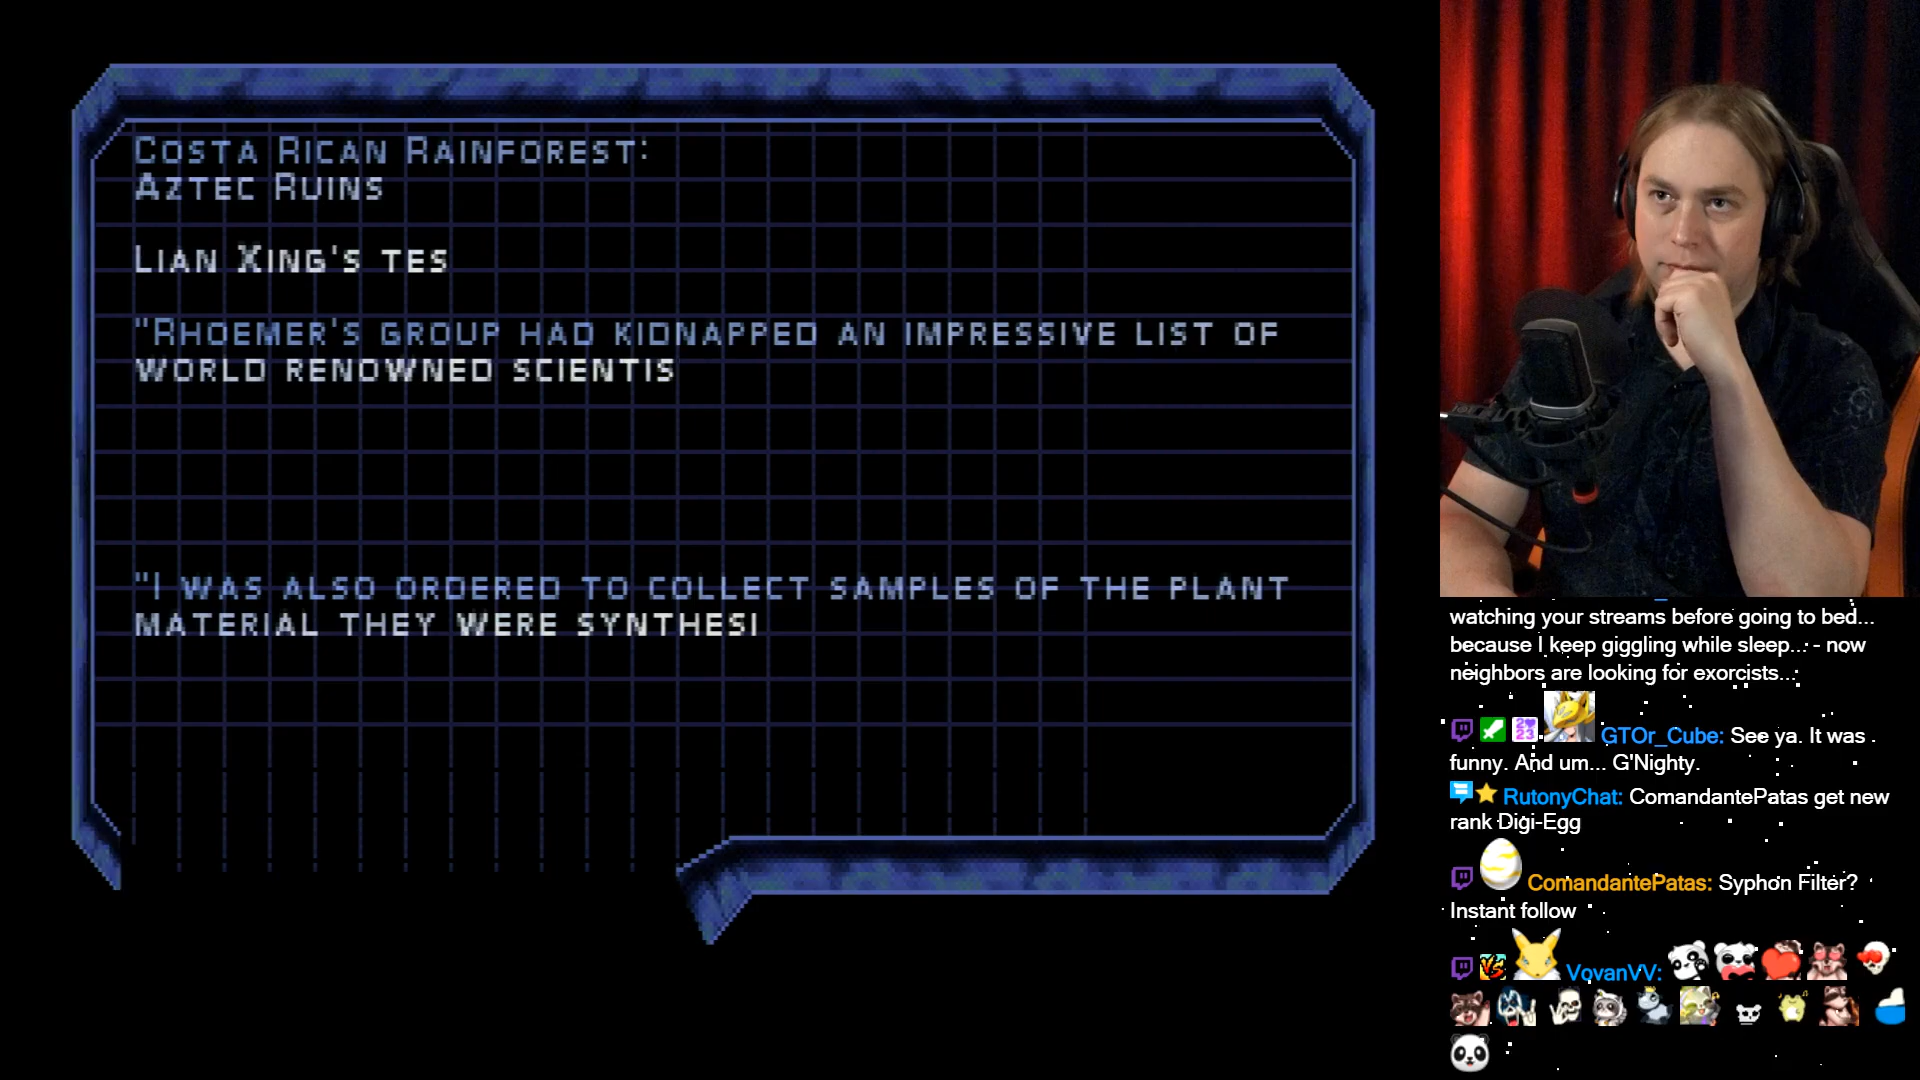 Costa Rican Rainforest:
Aztec Ruins
Lian Xing's tes
"Rhoemer's group had kidnapped an impressive list of
world renowned scientis
"I was also ordered to collect samples of the plant
material they were synthesi
watching your streams before going to bed...
because I keep giggling while sleep... - now
neighbors are looking for exorcists...
GTOr_Cube: See ya. It was
funny. And um... G'Nighty.
RutonyChat: ComandantePatas get new
rank Digi-Egg
ComandantePatas: Syphon Filter?
Instant follow
VovanVV: